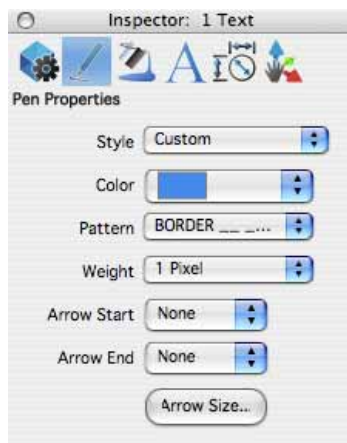 Inspector: 1 Text
Pen Properties
Style Custom
Color
Pattern BORDER __ _...
Weight 1 Pixel
Arrow Start None
Arrow End None
Arrow Size...